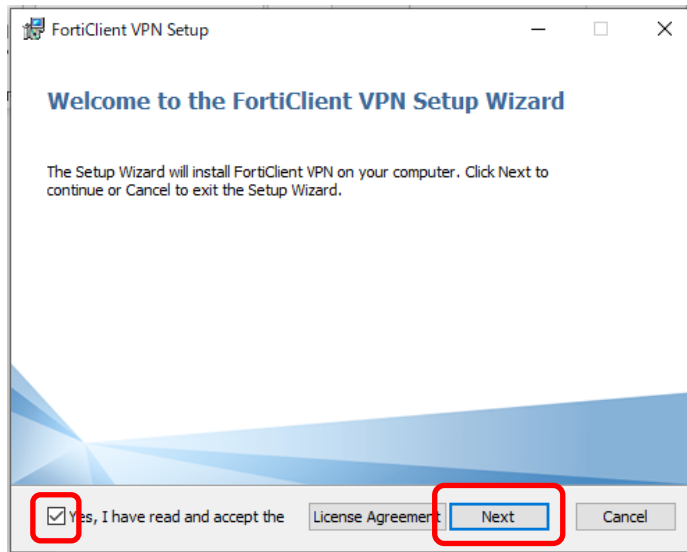 FortiClient VPN Setup
Welcome to the FortiClient VPN Setup Wizard
The Setup Wizard will install FortiClient VPN on your computer. Click Next to
continue or Cancel to exit the Setup Wizard.
Yes, I have read and accept the License Agreement Next Cancel